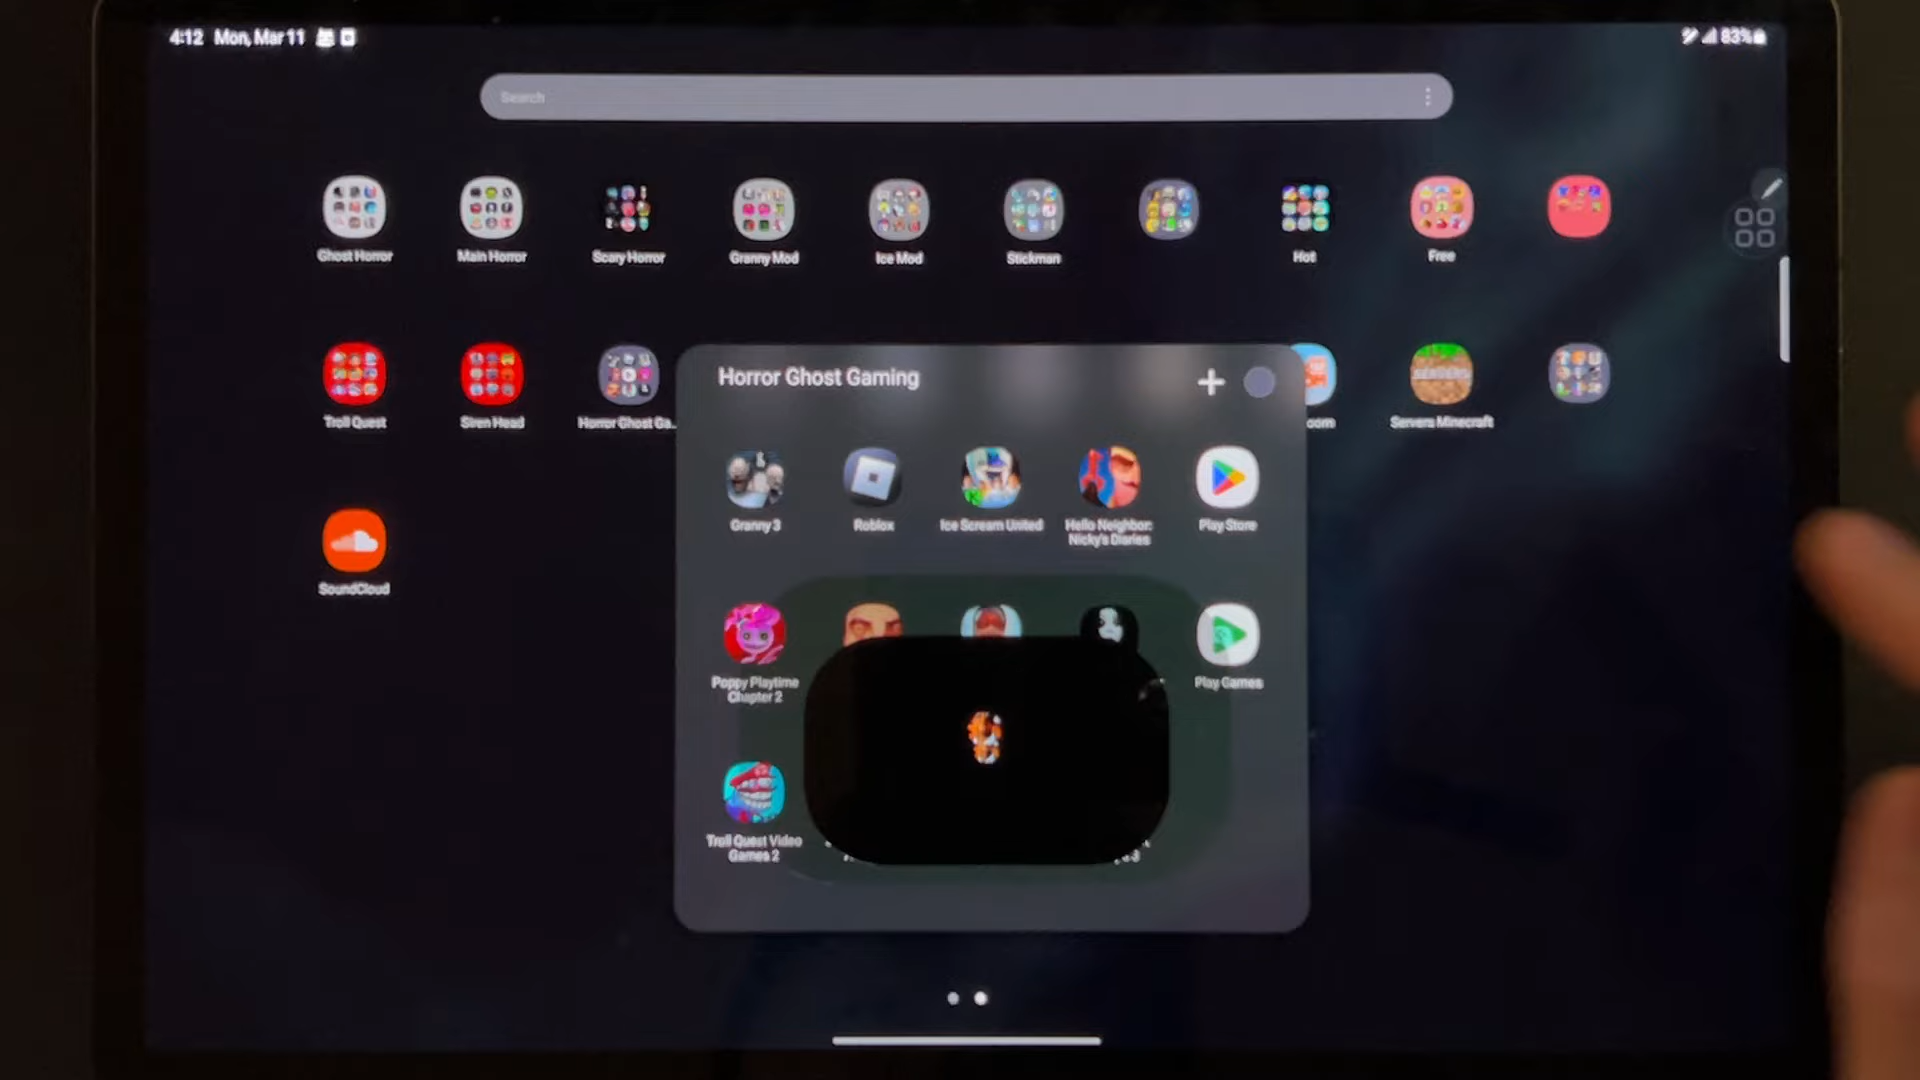 4:12 Mon, Mar 11
83%
Search
Ghost Horror
Main Horror
Scary Horror
Granny Mod
Ice Mod
Stickman
Hot
Free
Troll Quest
Siren Head
Horror Ghost Ga..
oom
Servers Minecraft
SERVERS
SoundCloud
Horror Ghost Gaming
Granny 3
Roblox
Ice Scream United
Hello Neighbor:
Nicky's Diaries
Play Store
Poppy Playtime
Chapter 2
Play Games
Troll Quest Video
Games 2